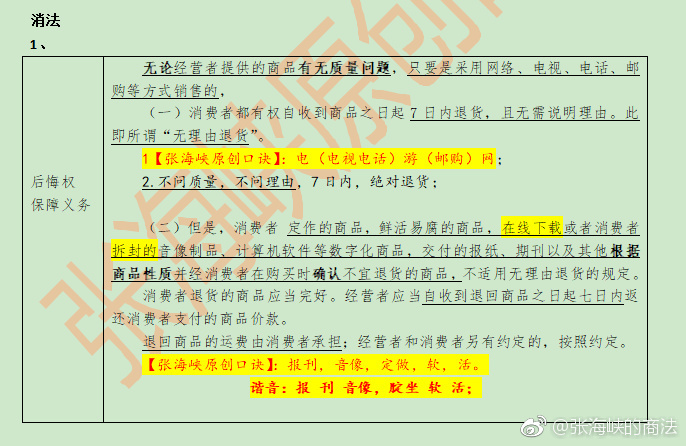 消法
1、
无论经营者提供的商品有无质量问题，只要是采用网络、电视、电话、邮
购等方式销售的，
（一）消费者都有权自收到商品之日起 7 日内退货，且无需说明理由。此
即所谓“无理由退货”。
1【张海峡原创口诀】：电（电视电话）游（邮购）网；
2.不问质量，不问理由，7 日内，绝对退货；
后悔权
保障义务
（二）但是，消费者 定作的商品，鲜活易腐的商品，在线下载或者消费者
拆封的音像制品、计算机软件等数字化商品，交付的报纸、期刊以及其他根据
商品性质并经消费者在购买时确认不宜退货的商品，不适用无理由退货的规定。
消费者退货的商品应当完好。经营者应当自收到退回商品之日起七日内返
还消费者支付的商品价款。
退回商品的运费由消费者承担；经营者和消费者另有约定的，按照约定。
【张海峡原创口诀】：报刊，音像，定做，软，活。
谐音：报 刊 音像，腚坐 软 活；
张海峡原创
@张海峡的商法